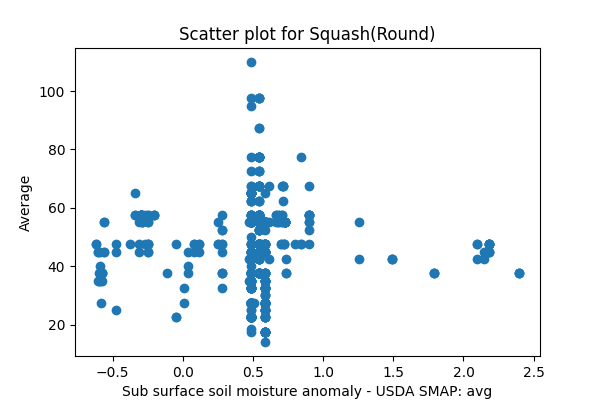 Scatter plot for Squash(Round)
100
80
60
40
20
Average
−0.5 0.0 0.5 1.0 1.5 2.0 2.5
Sub surface soil moisture anomaly - USDA SMAP: avg